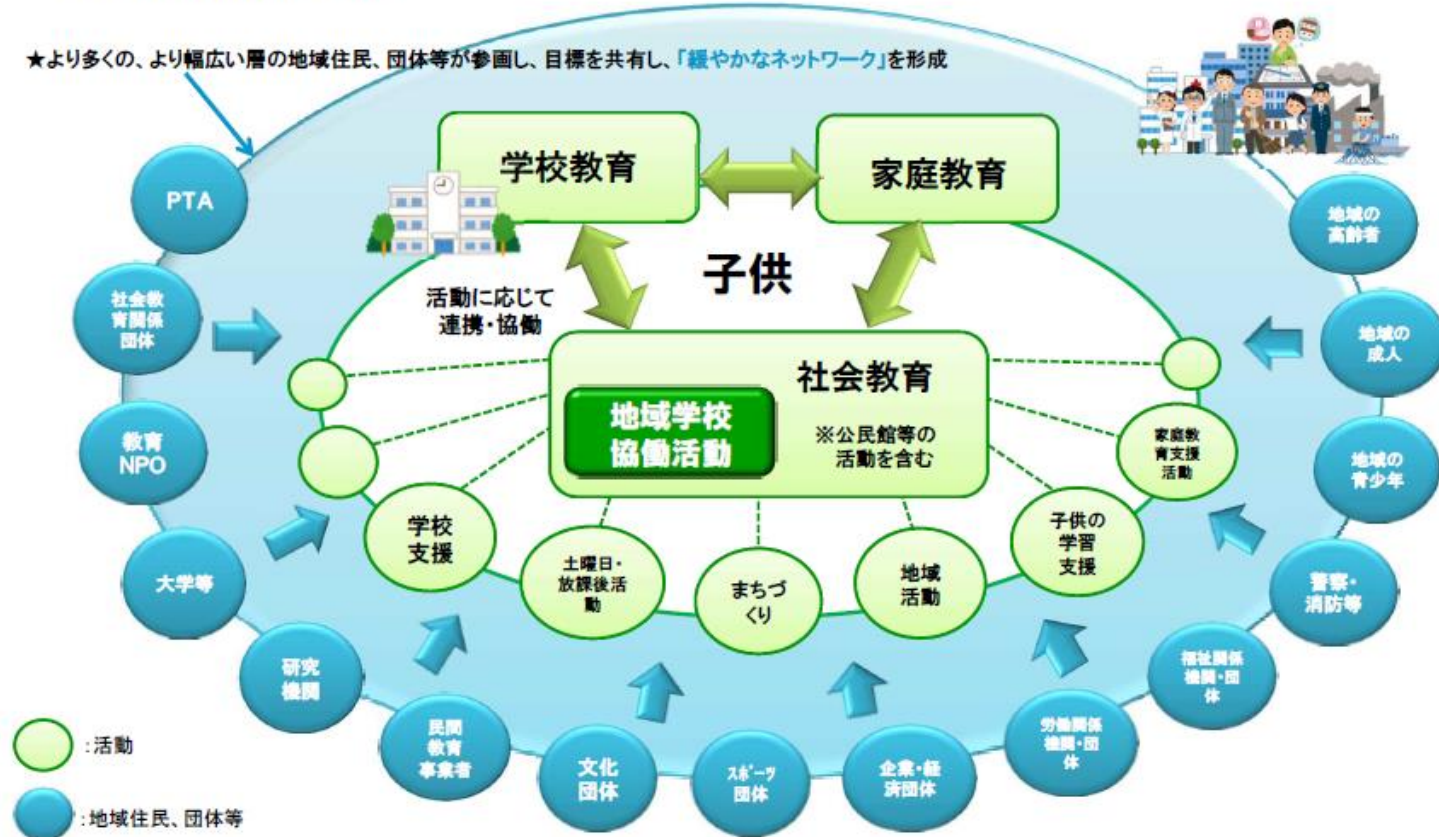 ★より多くの、より幅広い層の地域住民、団体等が参画し、目標を共有し、「緩やかなネットワーク」を形成
学校教育
家庭教育
子供
活動に応じて
連携・協働
社会教育
地域学校
協働活動
※公民館等の
活動を含む
学校
支援
土曜日・
放課後活
動
まちづ
くり
地域
活動
子供の
学習
支援
家庭教
育支援
活動
PTA
社会教
育関係
団体
教育
NPO
大学等
研究
機関
民間
教育
事業者
文化
団体
スポーツ
団体
企業・経
済団体
労働関係
機関・団
体
福祉関係
機関・団
体
警察・
消防等
地域の
青少年
地域の
成人
地域の
高齢者
：活動
：地域住民、団体等